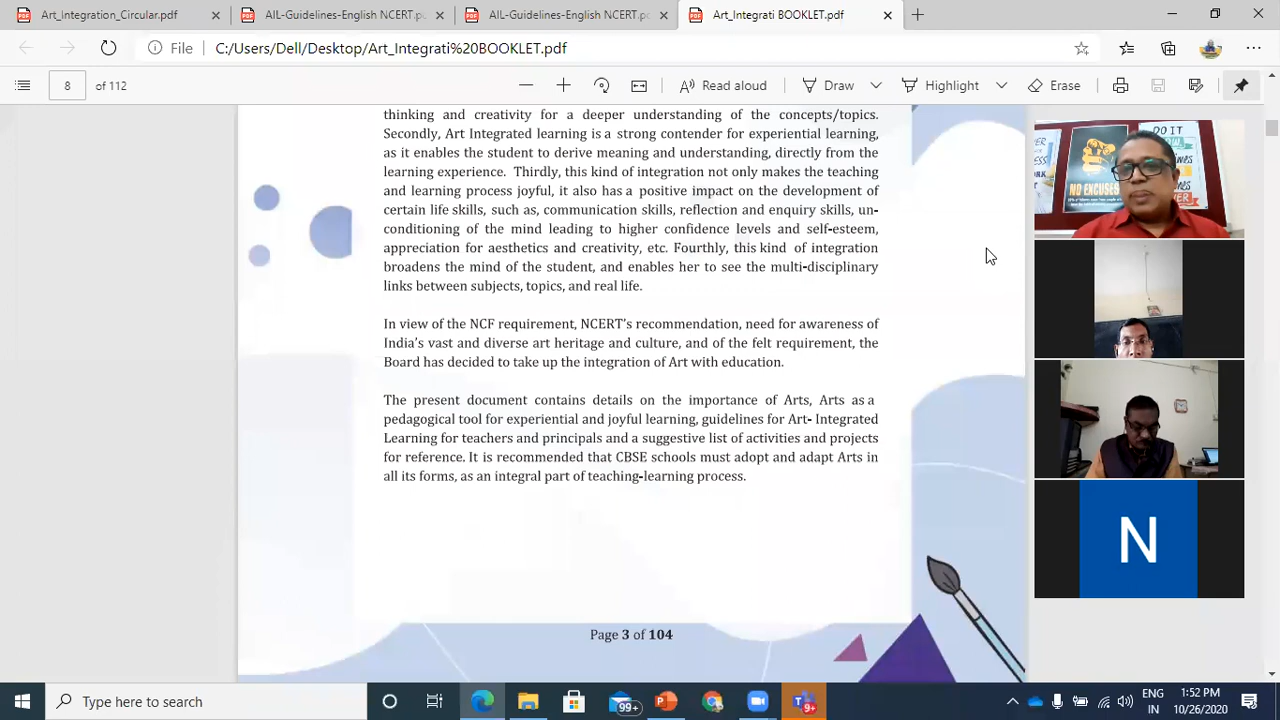 Art_Integration_Circular.pdf
AIL-Guidelines-English NCERT.p
AIL-Guidelines-English NCERT.p
Art_Integrati BOOKLET.pdf
File
C:/Users/Dell/Desktop/Art_Integrati%20BOOKLET.pdf
8 of 112
Read aloud
Draw
Highlight
Erase
thinking and creativity for a deeper understanding of the concepts/topics.
Secondly, Art Integrated learning is a strong contender for experiential learning,
as it enables the student to derive meaning and understanding, directly from the
learning experience. Thirdly, this kind of integration not only makes the teaching
and learning process joyful, it also has a positive impact on the development of
certain life skills, such as, communication skills, reflection and enquiry skills, un-
conditioning of the mind leading to higher confidence levels and self-esteem,
appreciation for aesthetics and creativity, etc. Fourthly, this kind of integration
broadens the mind of the student, and enables her to see the multi-disciplinary
links between subjects, topics, and real life.
In view of the NCF requirement, NCERT's recommendation, need for awareness of
India's vast and diverse art heritage and culture, and of the felt requirement, the
Board has decided to take up the integration of Art with education.
The present document contains details on the importance of Arts, Arts as a
pedagogical tool for experiential and joyful learning, guidelines for Art- Integrated
Learning for teachers and principals and a suggestive list of activities and projects
for reference. It is recommended that CBSE schools must adopt and adapt Arts in
all its forms, as an integral part of teaching-learning process.
Page 3 of 104
DO IT
NO EXCUSES
N
Type here to search
99+
9+
ENG
IN
1:52 PM
10/26/2020